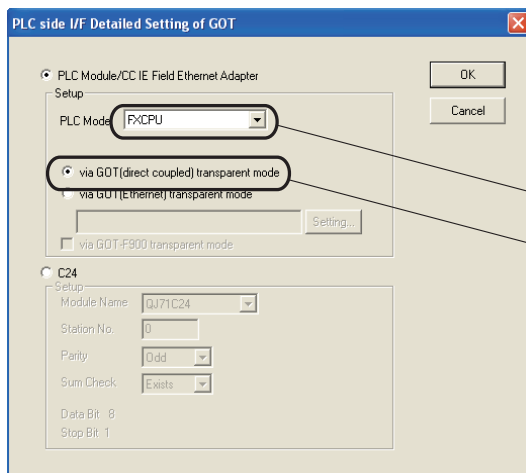 PLC side I/F Detailed Setting of GOT
PLC Module/CC IE Field Ethernet Adapter
OK
Cancel
Setup
PLC Mode FXCPU
via GOT(direct coupled) transparent mode
via GOT(Ethernet) transparent mode
Setting...
via GOT-F900 transparent mode
C24
Setup
Module Name QJ71C24
Station No. 0
Parity Odd
Sum Check Exists
Data Bit 8
Stop Bit 1